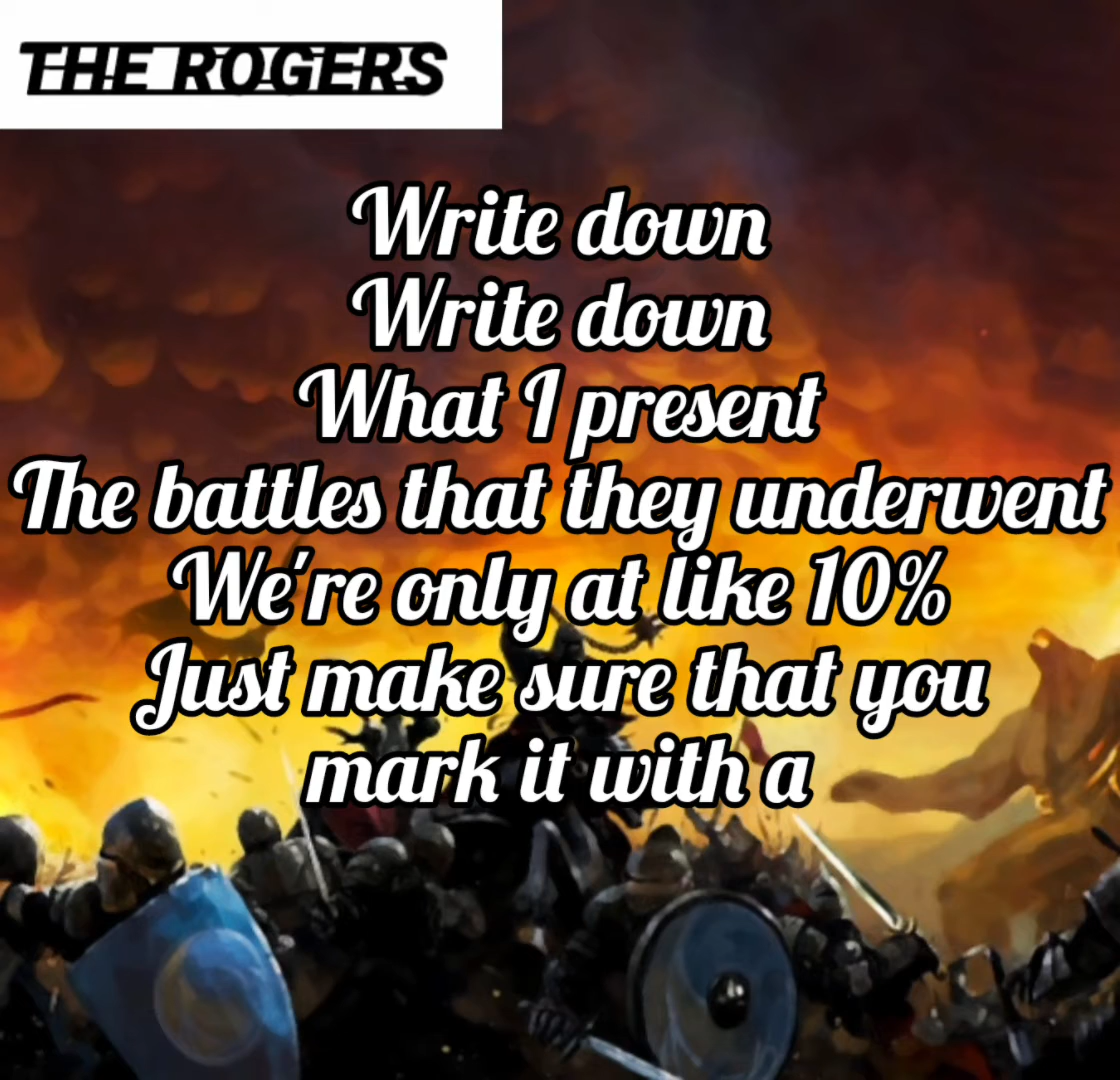 THE ROGERS
Write down
Write down
What I present
The battles that they underwent
We're only at like 10%
Just make sure that you
mark it with a